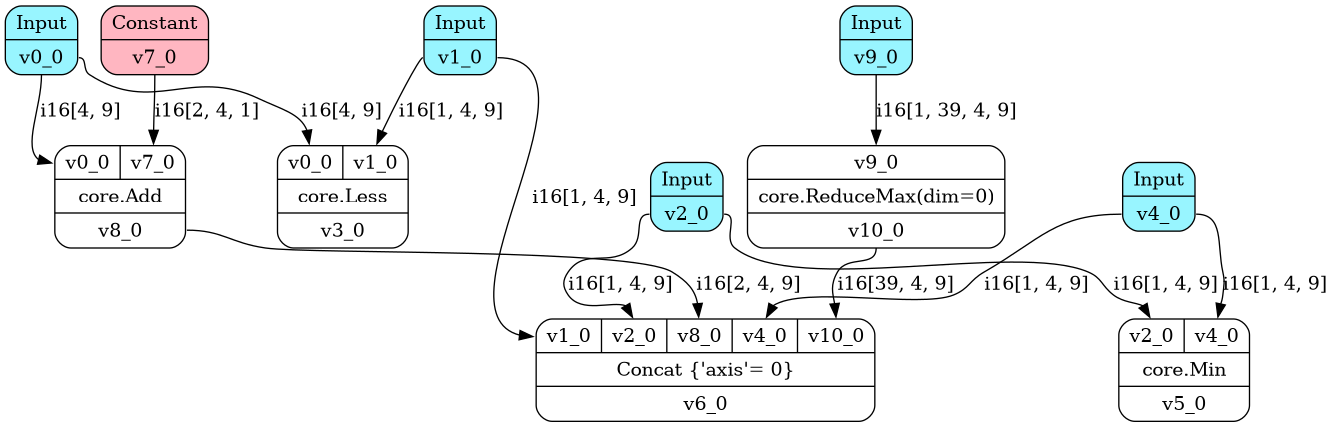 Input
v0_0
Constant
v7_0
Input
v1_0
Input
v9_0
i16[4, 9]
i16[2, 4, 1]
i16[4, 9]
i16[1, 4, 9]
i16[1, 39, 4, 9]
v0_0 v7_0
core.Add
v8_0
v0_0 v1_0
core.Less
v3_0
i16[1, 4, 9]
Input
v2_0
v9_0
core.ReduceMax(dim=0)
v10_0
Input
v4_0
i16[1, 4, 9]
i16[2, 4, 9]
i16[39, 4, 9]
i16[1, 4, 9]
i16[1, 4, 9]
i16[1, 4, 9]
v1_0 v2_0 v8_0 v4_0 v10_0
Concat {'axis'= 0}
v6_0
v2_0 v4_0
core.Min
v5_0